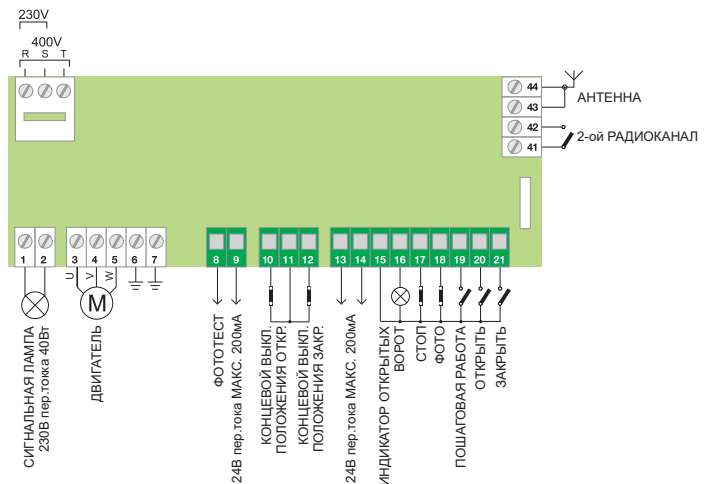 230V
400V
R S T
44
43
42
41
АНТЕННА
2-ой РАДИОКАНАЛ
1 2 3 4 5 6 7 8 9 10 11 12 13 14 15 16 17 18 19 20 21
U V W
M
СИГНАЛЬНАЯ ЛАМПА
230В пер.токка 40Вт
ДВИГАТЕЛЬ
ФОТОТЕСТ
24В пер.тока МАКС. 200мА
КОНЦЕВОЙ ВЫКЛ.
ПОЛОЖЕНИЯ ОТКР.
КОНЦЕВОЙ ВЫКЛ.
ПОЛОЖЕНИЯ ЗАКР.
24В пер.тока МАКС. 200мА
ИНДИКАТОР ОТКРЫТЫХ
ВОРОТ
СТОП
ФОТО
ПОШАГОВАЯ РАБОТА
ОТКРЫТЬ
ЗАКРЫТЬ